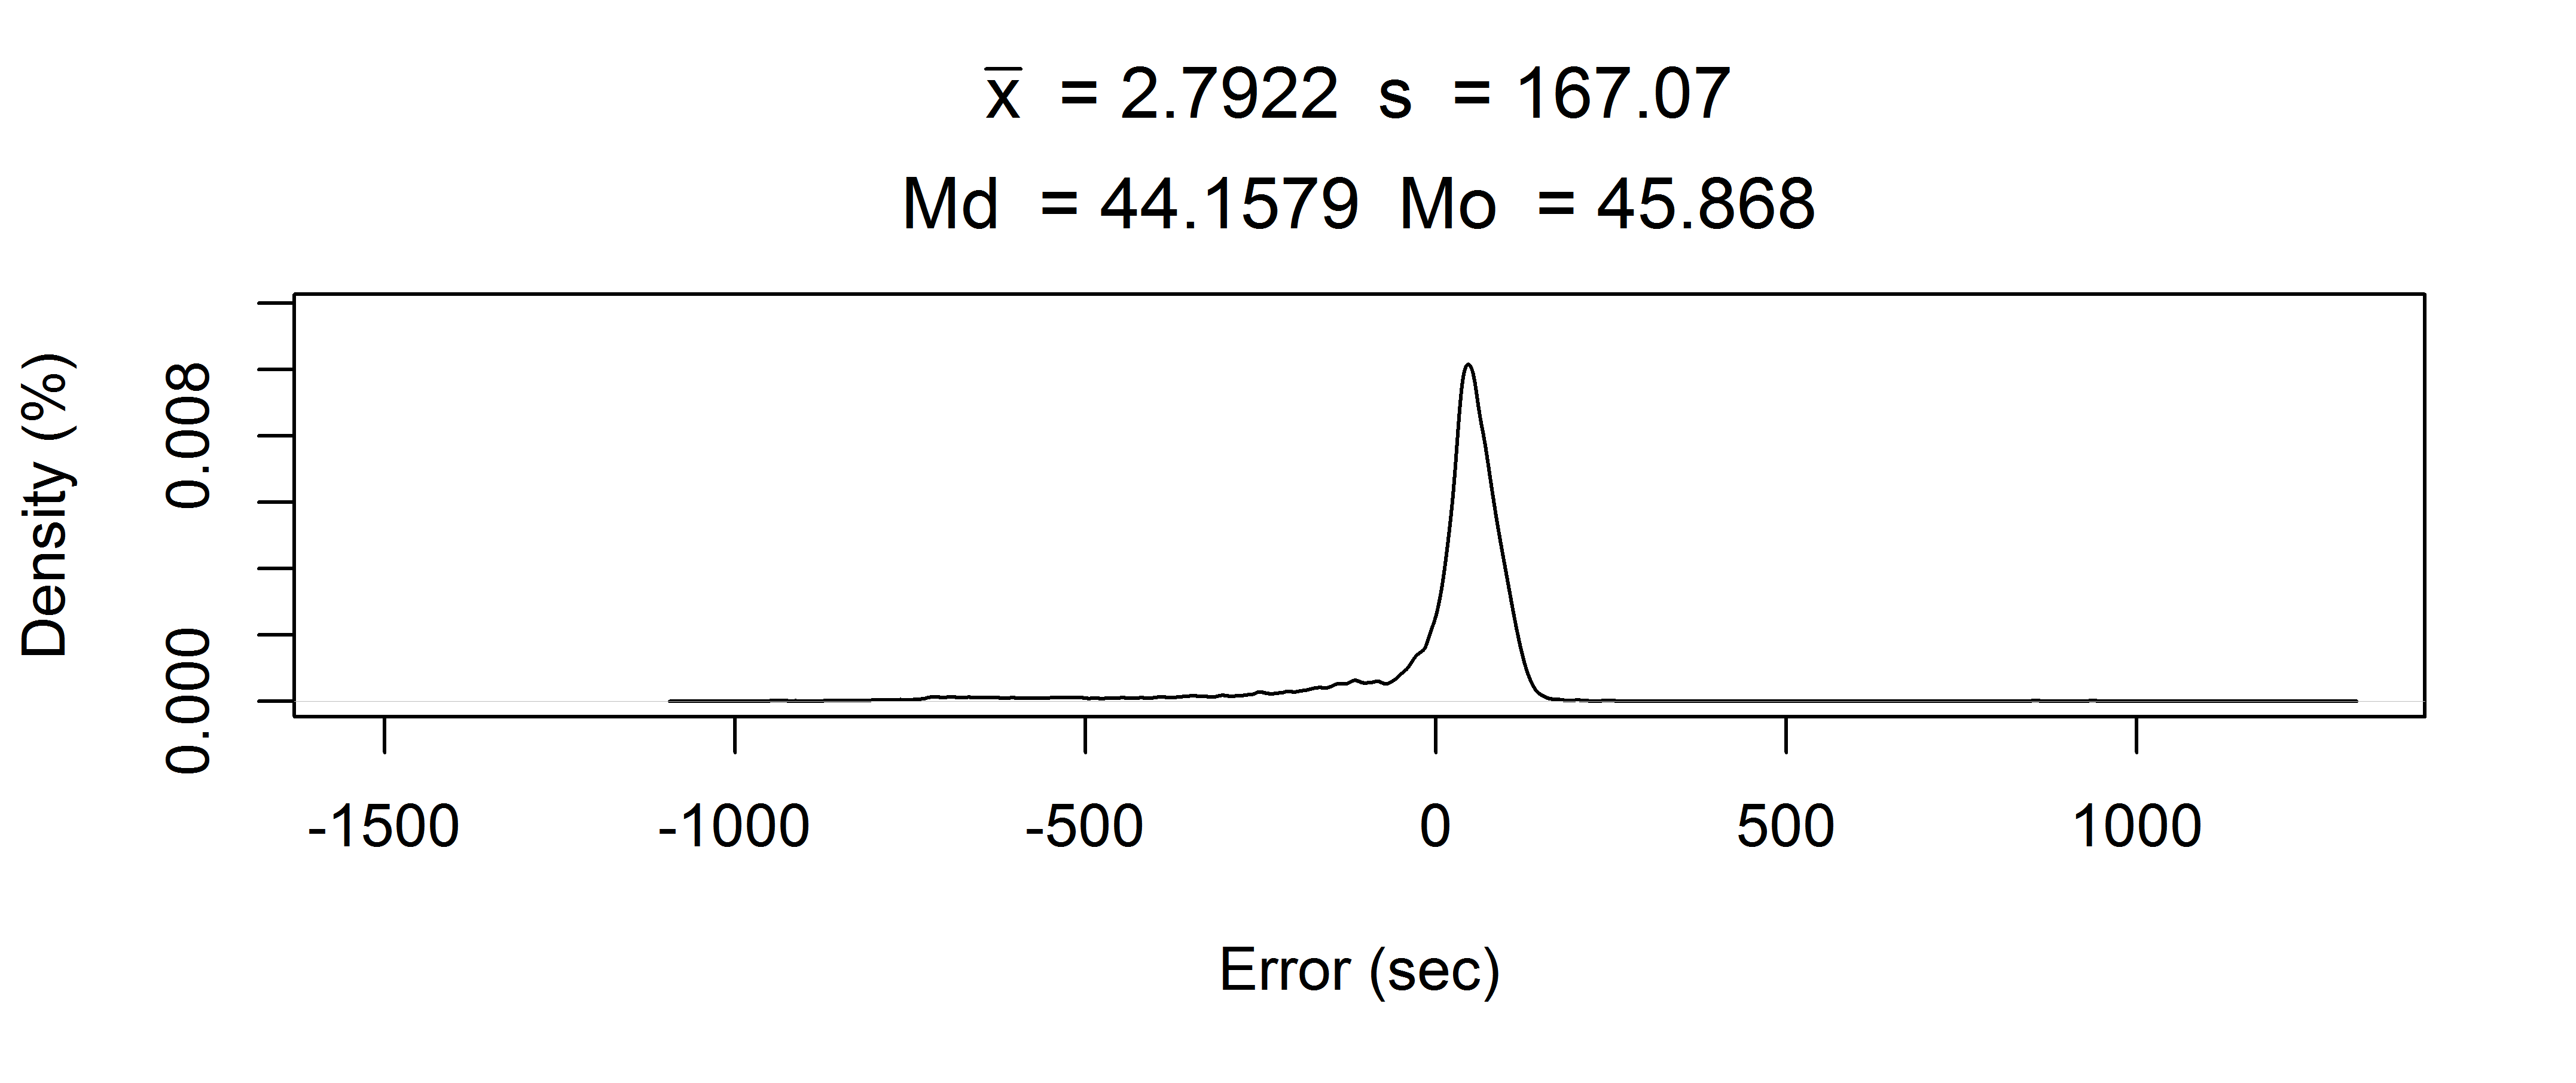 x̅ = 2.7922 s = 167.07
Md = 44.1579 Mo = 45.868
Density (%)
0.008
0.000
-1500 -1000 -500 0 500 1000
Error (sec)